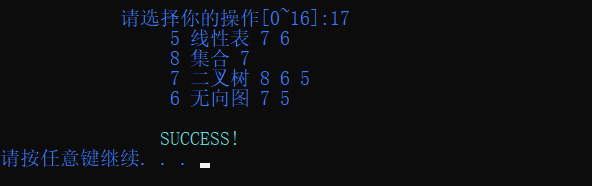 请选择你的操作[0~16]:17
5 线性表 7 6
8 集合 7
7 二叉树 8 6 5
6 无向图 7 5
SUCCESS!
请按任意键继续. . .